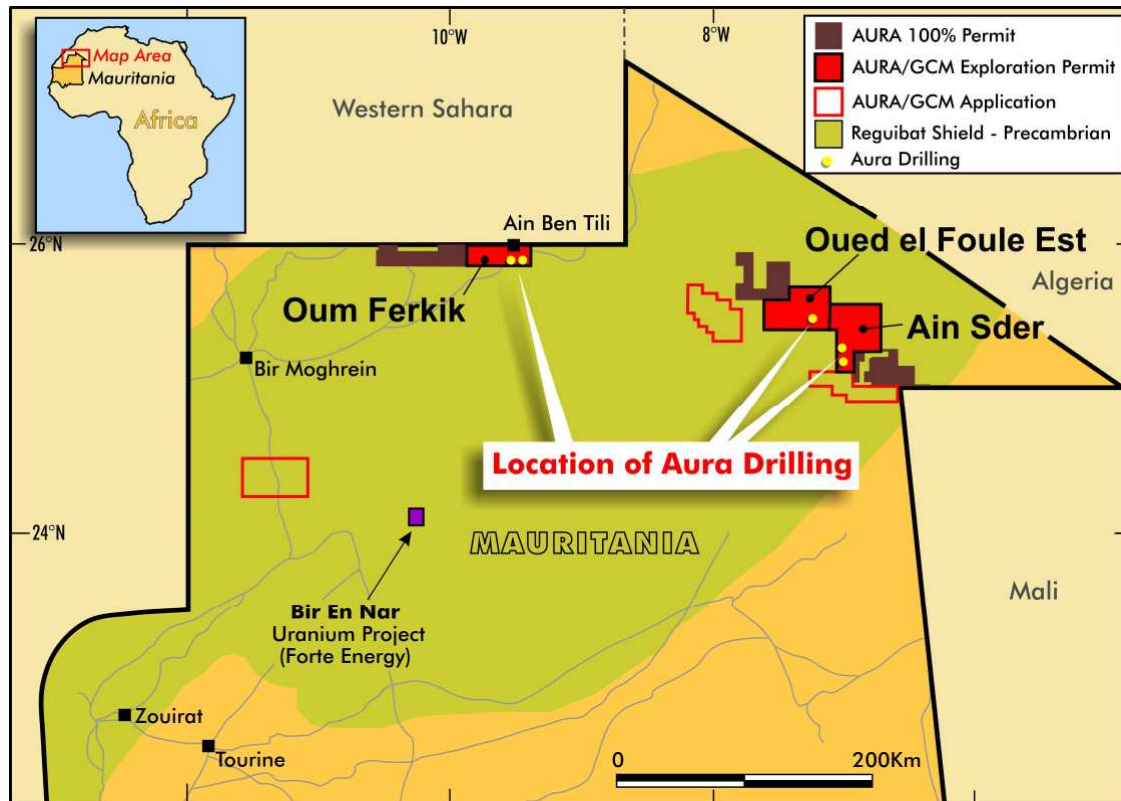 Map Area
Mauritania
Africa
10°W
8°W
AURA 100% Permit
AURA/GCM Exploration Permit
AURA/GCM Application
Reguibat Shield - Precambrian
Aura Drilling
Western Sahara
Ain Ben Tili
26°N
Oued el Foule Est
Algeria
Oum Ferkik
Ain Sder
Bir Moghrein
Location of Aura Drilling
24°N
MAURITANIA
Mali
Bir En Nar
Uranium Project
(Forte Energy)
Zouirat
Tourine
0 200Km